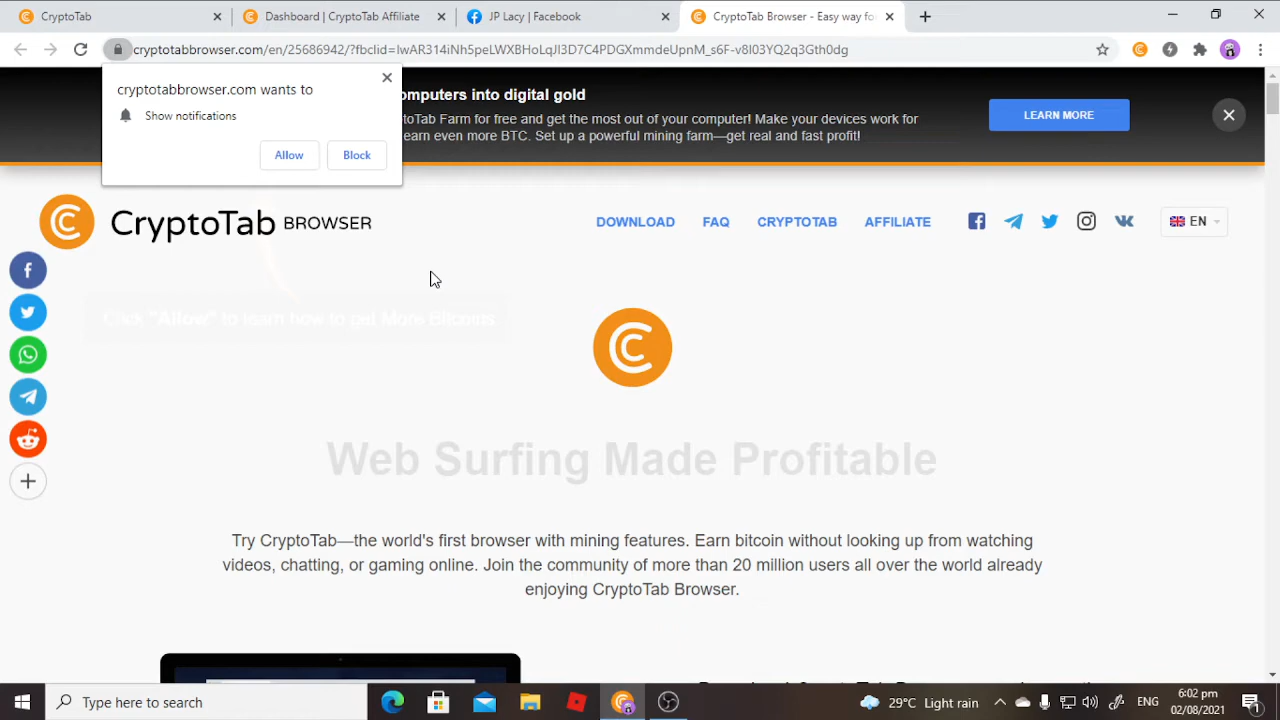 CryptoTab
Dashboard | CryptoTab Affiliate
JP Lacy | Facebook
CryptoTab Browser - Easy way for
cryptotabbrowser.com/en/25686942/?fbclid=IwAR314iNh5peLWXBHoLqJI3D7C4PDGXmmdeUpnM_s6F-v8I03YQ2q3Gth0dg
cryptotabbrowser.com wants to
Show notifications
Allow
Block
omputers into digital gold
oTab Farm for free and get the most out of your computer! Make your devices work for
earn even more BTC. Set up a powerful mining farm—get real and fast profit!
LEARN MORE
CryptoTab BROWSER
DOWNLOAD
FAQ
CRYPTOTAB
AFFILIATE
EN
Click "Allow" to learn how to get More Bitcoins
Web Surfing Made Profitable
Try CryptoTab—the world's first browser with mining features. Earn bitcoin without looking up from watching
videos, chatting, or gaming online. Join the community of more than 20 million users all over the world already
enjoying CryptoTab Browser.
Type here to search
29°C Light rain
ENG
6:02 pm
02/08/2021
1